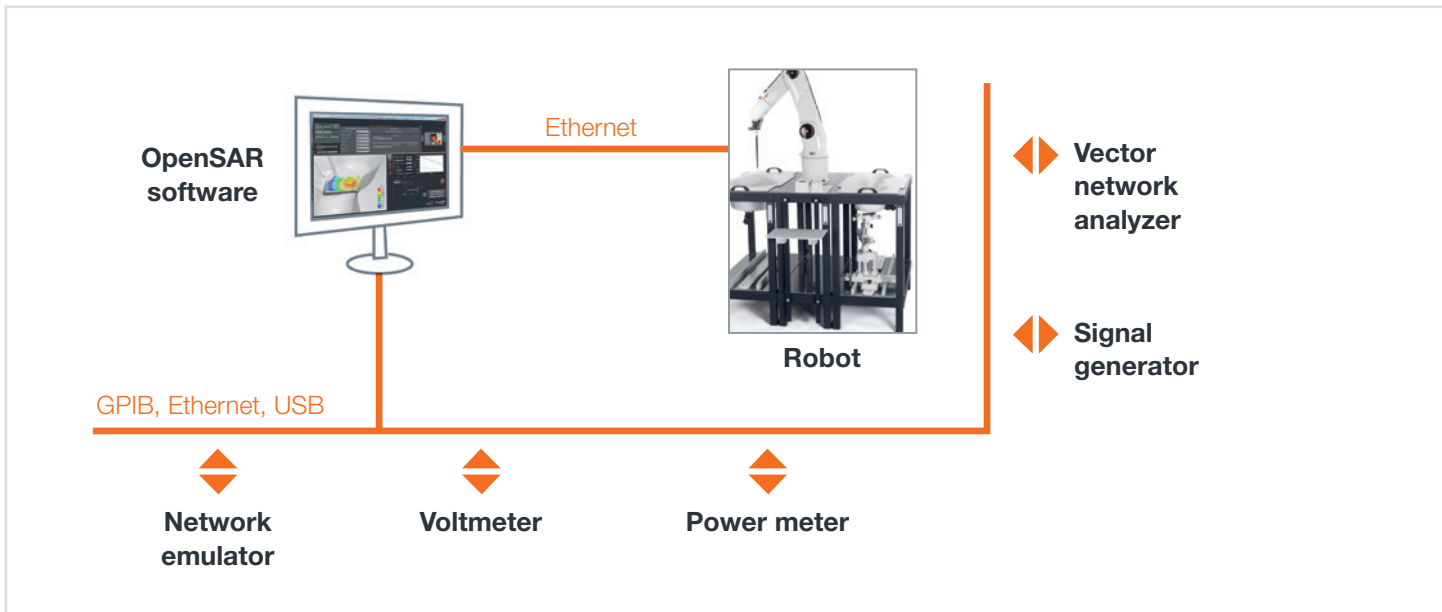 OpenSAR
software
Ethernet
Robot
Vector
network
analyzer
Signal
generator
GPIB, Ethernet, USB
Network
emulator
Voltmeter
Power meter